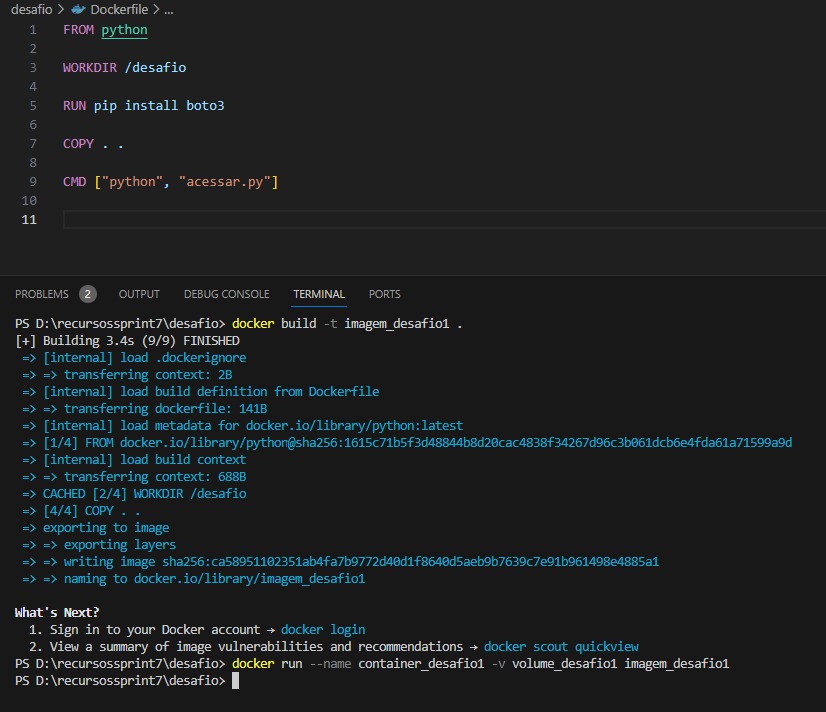 desafio > Dockerfile > ...
1 FROM python
2
3 WORKDIR /desafio
4
5 RUN pip install boto3
6
7 COPY . .
8
9 CMD ["python", "acessar.py"]
10
11
PROBLEMS 2 OUTPUT DEBUG CONSOLE TERMINAL PORTS
PS D:\recursossprint7\desafio> docker build -t imagem_desafio1 .
[+] Building 3.4s (9/9) FINISHED
=> [internal] load .dockerignore
=> => transferring context: 2B
=> [internal] load build definition from Dockerfile
=> => transferring dockerfile: 141B
=> [internal] load metadata for docker.io/library/python:latest
=> [1/4] FROM docker.io/library/python@sha256:1615c71b5f3d48844b8d20cac4838f34267d96c3b061dcb6e4fda61a71599a9d
=> [internal] load build context
=> => transferring context: 688B
=> CACHED [2/4] WORKDIR /desafio
=> [4/4] COPY . .
=> exporting to image
=> => exporting layers
=> => writing image sha256:ca58951102351ab4fa7b9772d40d1f8640d5aeb9b7639c7e91b961498e4885a1
=> => naming to docker.io/library/imagem_desafio1
What's Next?
1. Sign in to your Docker account → docker login
2. View a summary of image vulnerabilities and recommendations → docker scout quickview
PS D:\recursossprint7\desafio> docker run --name container_desafio1 -v volume_desafio1 imagem_desafio1
PS D:\recursossprint7\desafio>